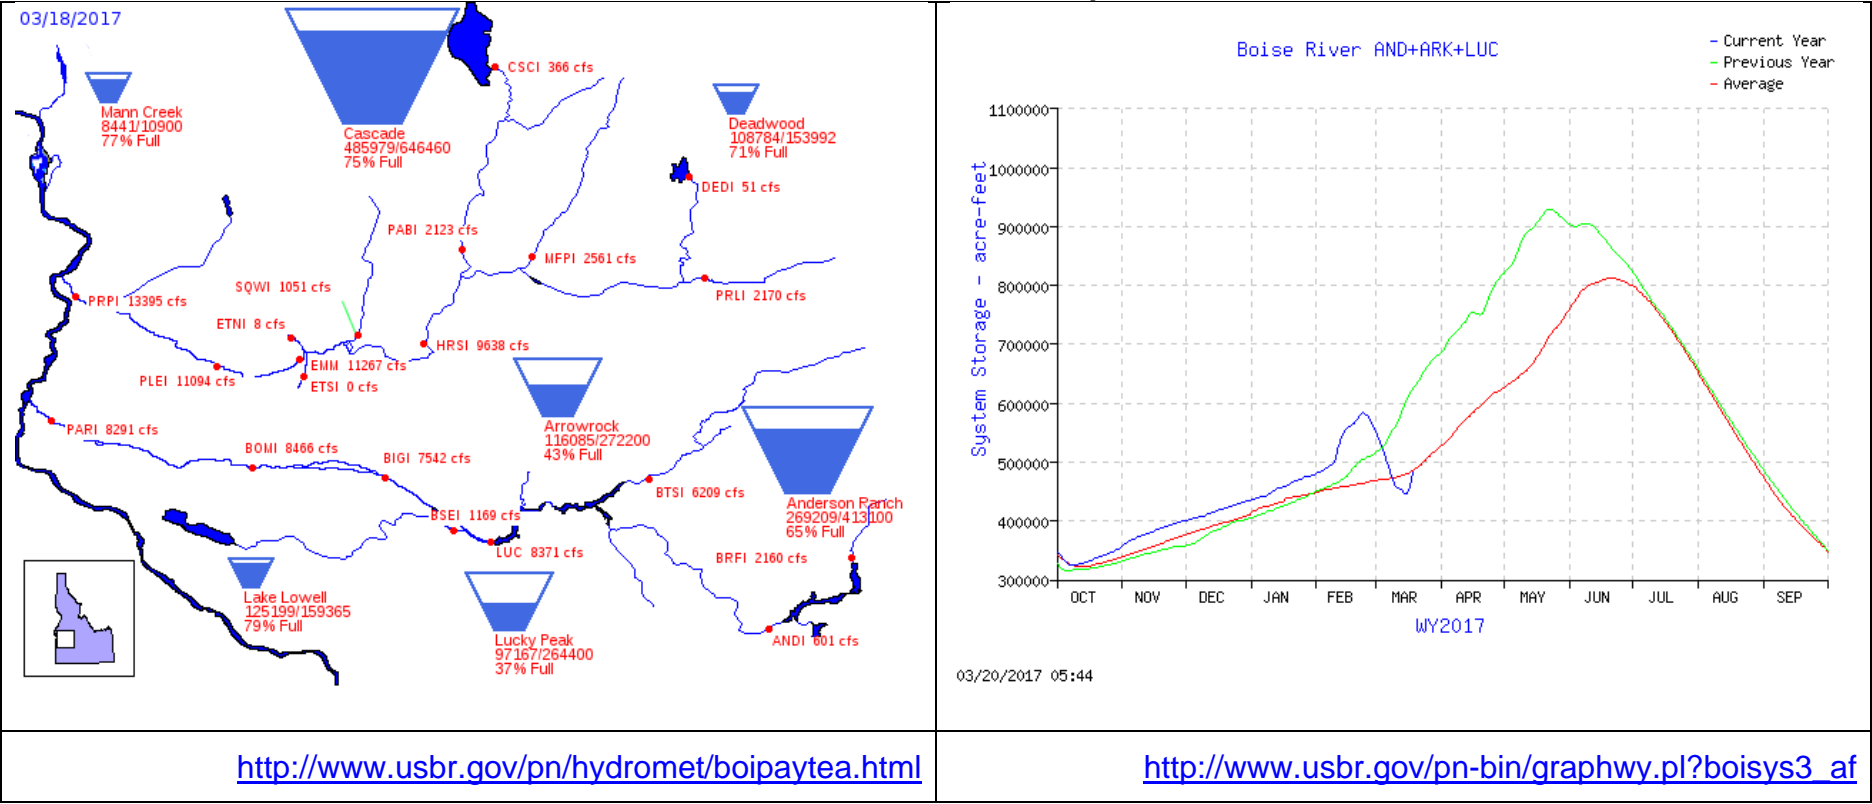 03/18/2017
Mann Creek
8441/10900
77% Full
Cascade
485979/646460
75% Full
CSCI 366 cfs
Deadwood
108784/153992
71% Full
DEDI 51 cfs
PABI 2123 cfs
MFPI 2561 cfs
SQWI 1051 cfs
PRLI 2170 cfs
PRPI 13395 cfs
ETNI 8 cfs
HRSI 9638 cfs
EMM 11267 cfs
PLEI 11094 cfs
ETSI 0 cfs
Arrowrock
116085/272200
43% Full
PARI 8291 cfs
BOMI 8466 cfs
BIGI 7542 cfs
BTSI 6209 cfs
Anderson Ranch
269209/413100
65% Full
BSEI 1169 cfs
LUC 8371 cfs
BRFI 2160 cfs
Lake Lowell
125199/159365
79% Full
Lucky Peak
97167/264400
37% Full
ANDI 601 cfs
http://www.usbr.gov/pn/hydromet/boipaytea.html
Boise River AND+ARK+LUC
Current Year
Previous Year
Average
System Storage - acre-feet
1100000
1000000
900000
800000
700000
600000
500000
400000
300000
OCT NOV DEC JAN FEB MAR APR MAY JUN JUL AUG SEP
WY2017
03/20/2017 05:44
http://www.usbr.gov/pn-bin/graphwy.pl?boisys3_af